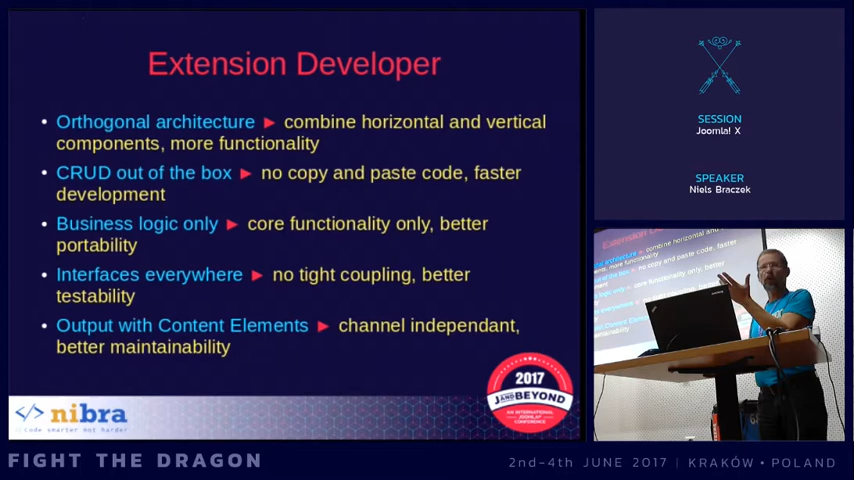 Extension Developer
• Orthogonal architecture ► combine horizontal and vertical
components, more functionality
• CRUD out of the box ► no copy and paste code, faster
development
• Business logic only ► core functionality only, better
portability
• Interfaces everywhere ► no tight coupling, better
testability
• Output with Content Elements ► channel independant,
better maintainability
</> nibra
// code smarter not harder
2017
J AND BEYOND
AN INTERNATIONAL
JOOMLA!
CONFERENCE
SESSION
Joomla! X
SPEAKER
Niels Braczek
FIGHT THE DRAGON
2nd-4th JUNE 2017 | KRAKÓW • POLAND